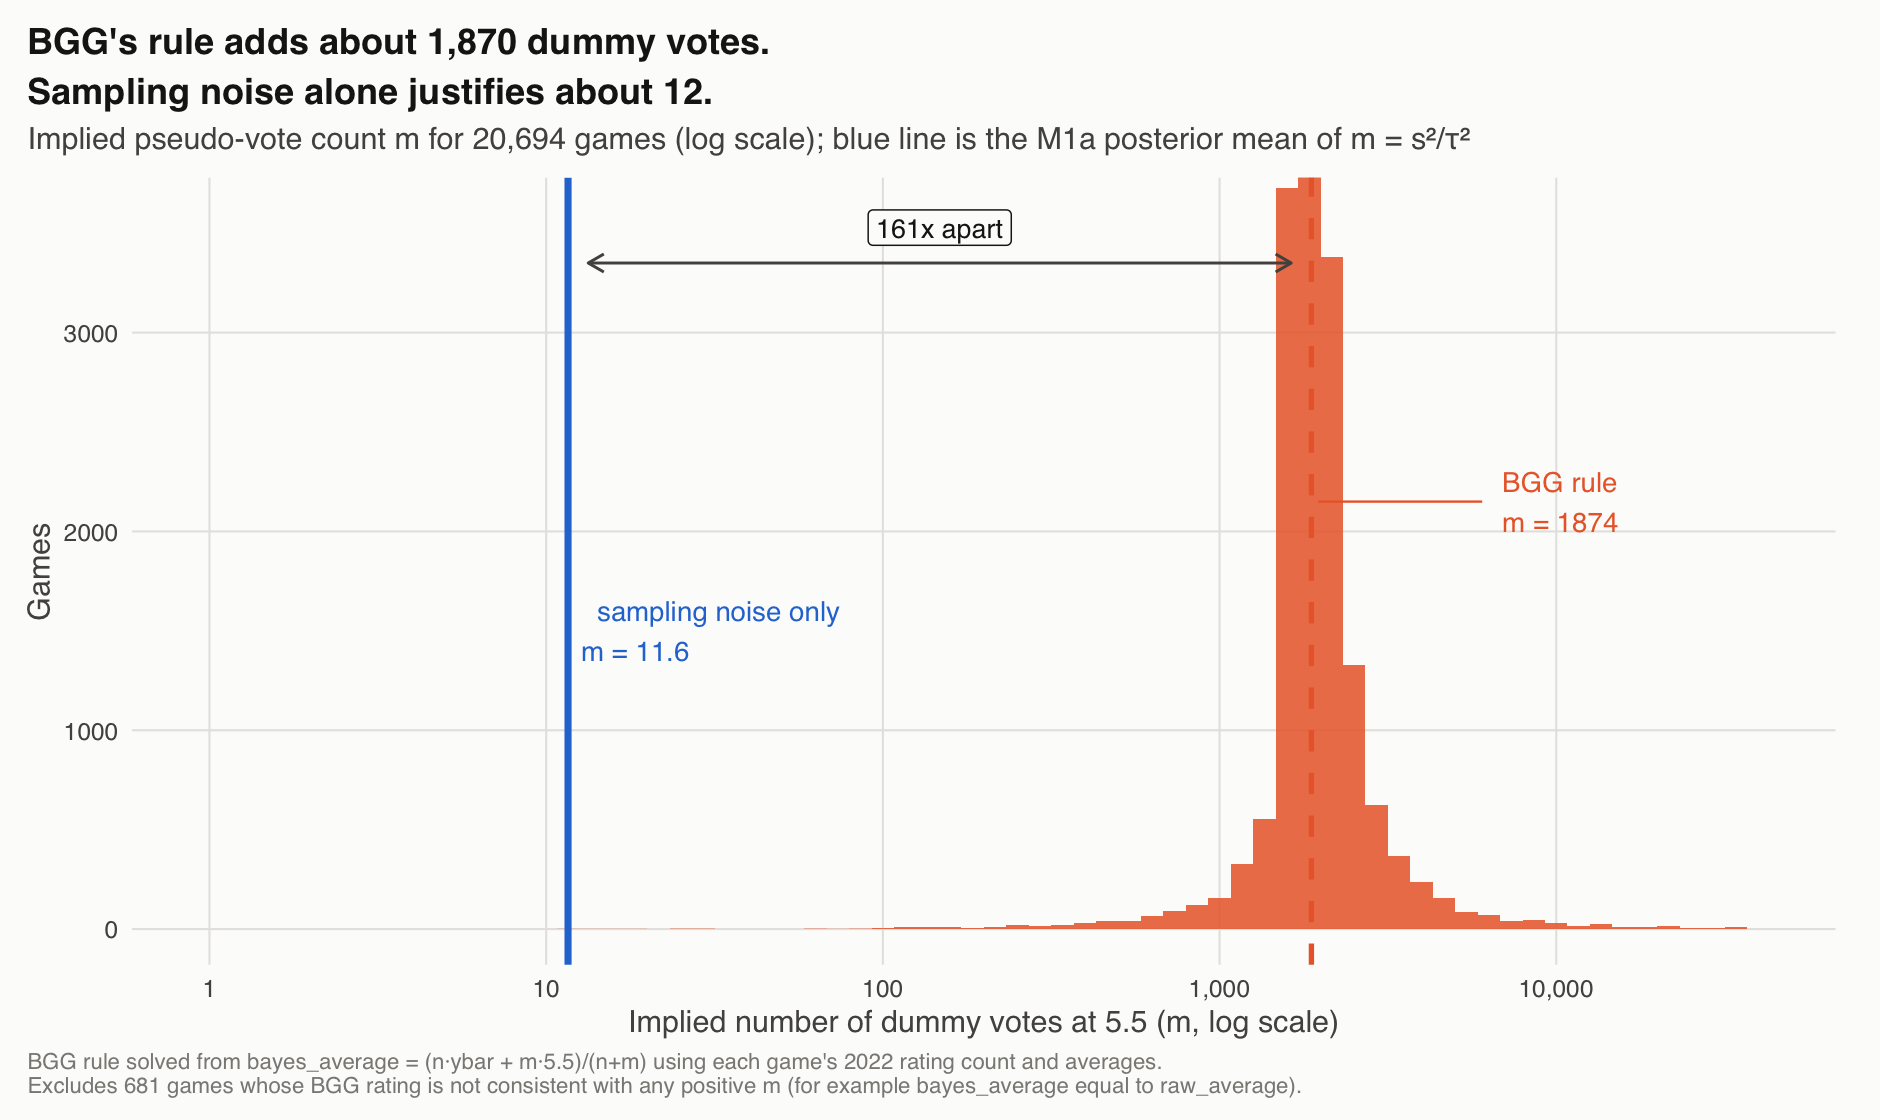 BGG's rule adds about 1,870 dummy votes.
Sampling noise alone justifies about 12.
Implied pseudo-vote count m for 20,694 games (log scale); blue line is the M1a posterior mean of m = s²/τ²
161x apart
3000
2000
1000
0
Games
BGG rule
m = 1874
sampling noise only
m = 11.6
1
10
100
1,000
10,000
Implied number of dummy votes at 5.5 (m, log scale)
BGG rule solved from bayes_average = (n·ybar + m·5.5)/(n+m) using each game's 2022 rating count and averages.
Excludes 681 games whose BGG rating is not consistent with any positive m (for example bayes_average equal to raw_average).